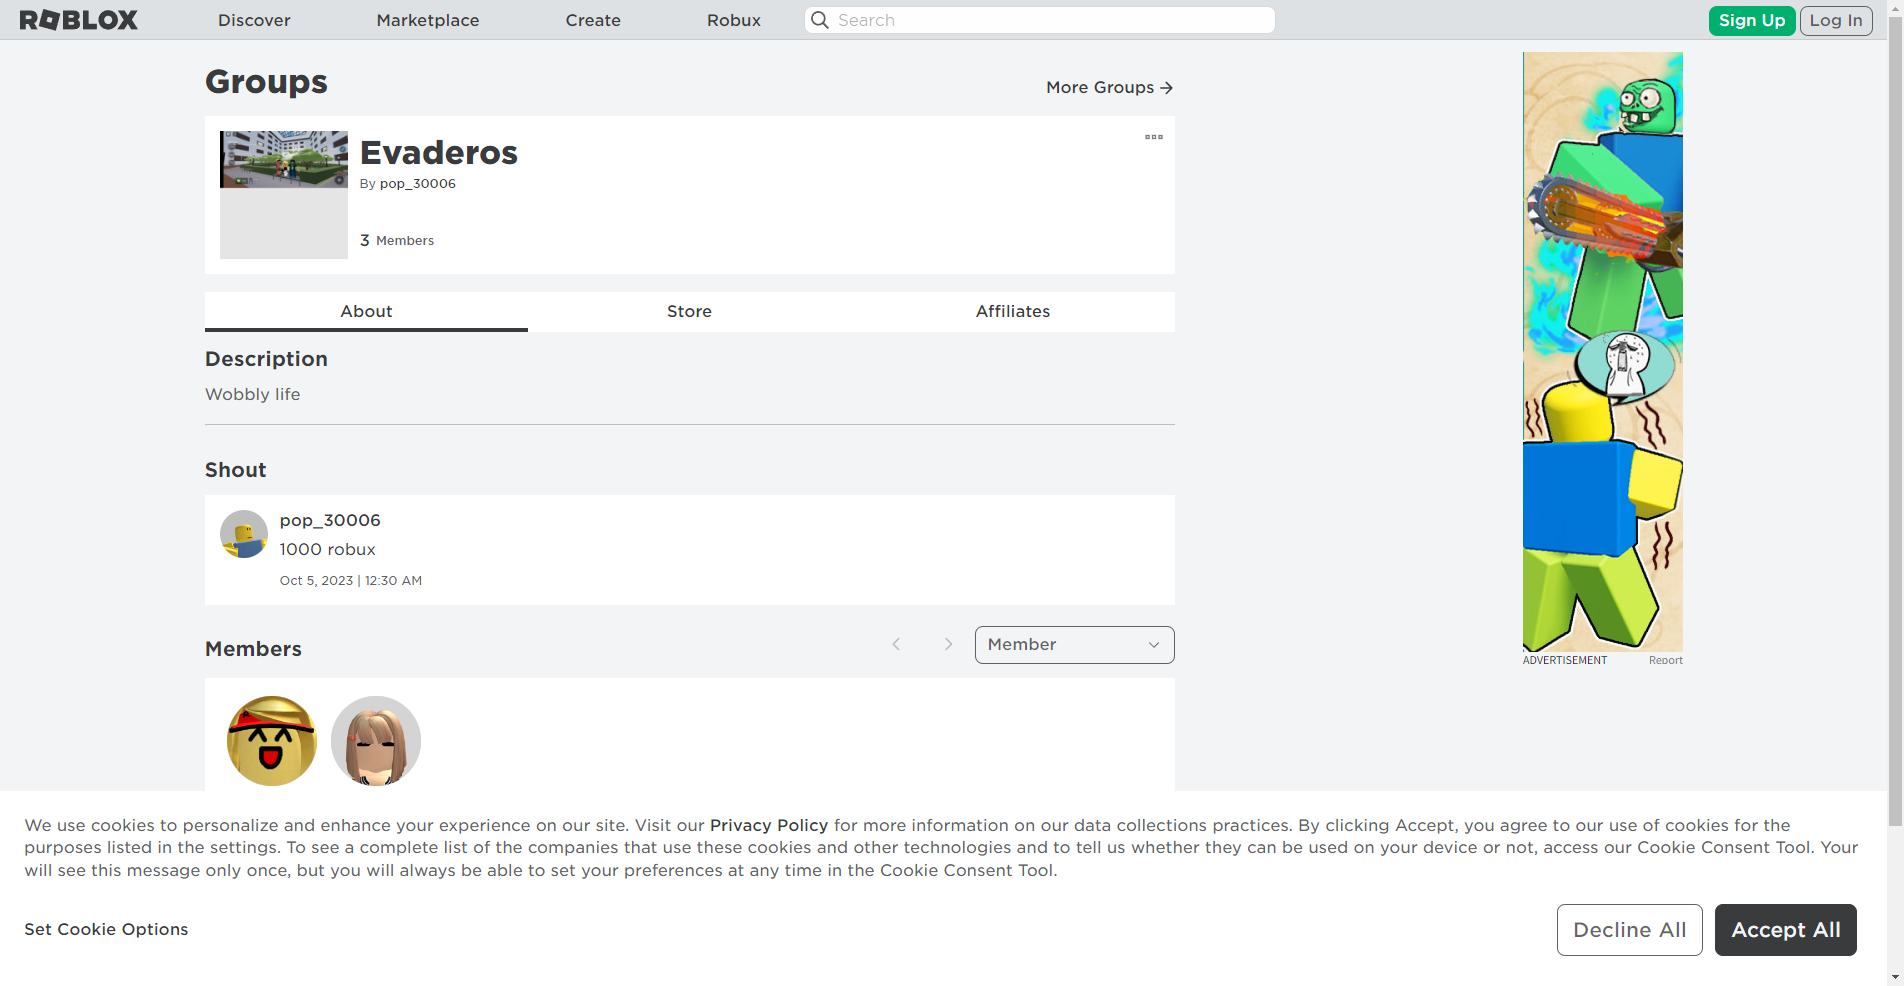 ROBLOX
Discover
Marketplace
Create
Robux
Search
Sign Up
Log In
Groups
More Groups
Evaderos
By pop_30006
3 Members
About
Store
Affiliates
Description
Wobbly life
Shout
pop_30006
1000 robux
Oct 5, 2023 | 12:30 AM
Members
Member
ADVERTISEMENT
Report
We use cookies to personalize and enhance your experience on our site. Visit our Privacy Policy for more information on our data collections practices. By clicking Accept, you agree to our use of cookies for the
purposes listed in the settings. To see a complete list of the companies that use these cookies and other technologies and to tell us whether they can be used on your device or not, access our Cookie Consent Tool. Your
will see this message only once, but you will always be able to set your preferences at any time in the Cookie Consent Tool.
Set Cookie Options
Decline All
Accept All